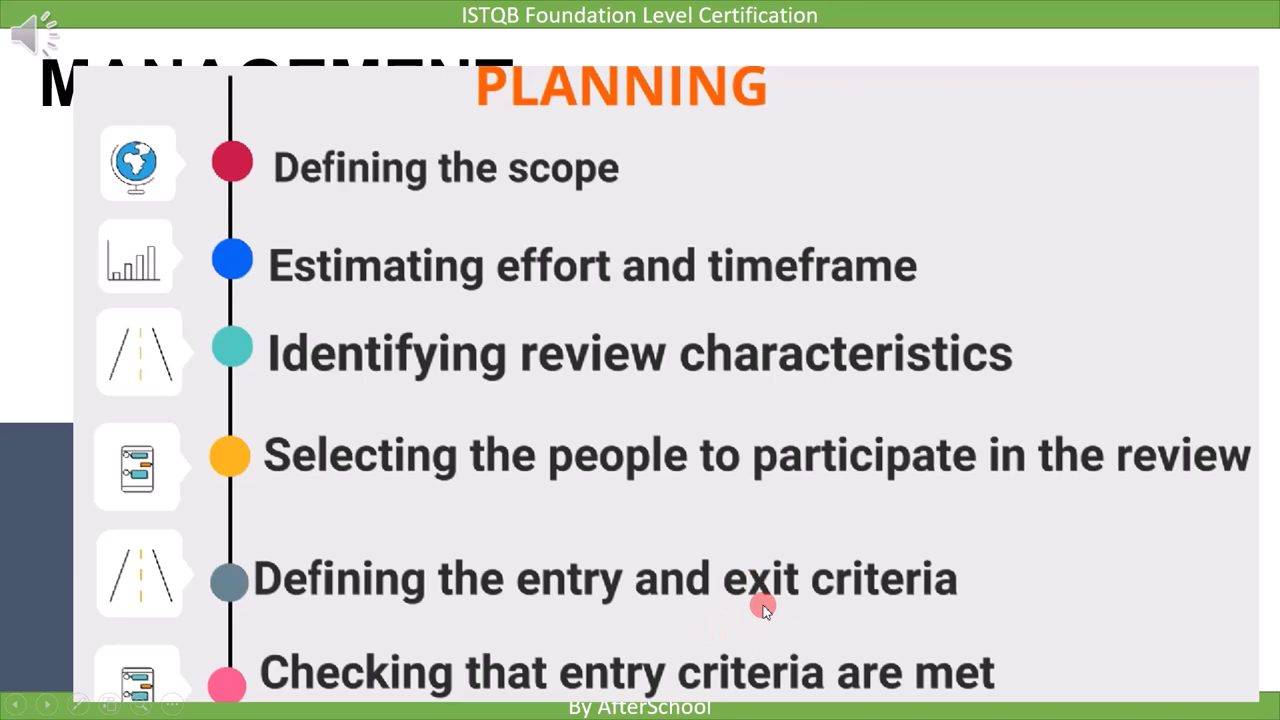 ISTQB Foundation Level Certification
MANAGEMENT
PLANNING
Defining the scope
Estimating effort and timeframe
Identifying review characteristics
Selecting the people to participate in the review
Defining the entry and exit criteria
Checking that entry criteria are met
By AfterSchool